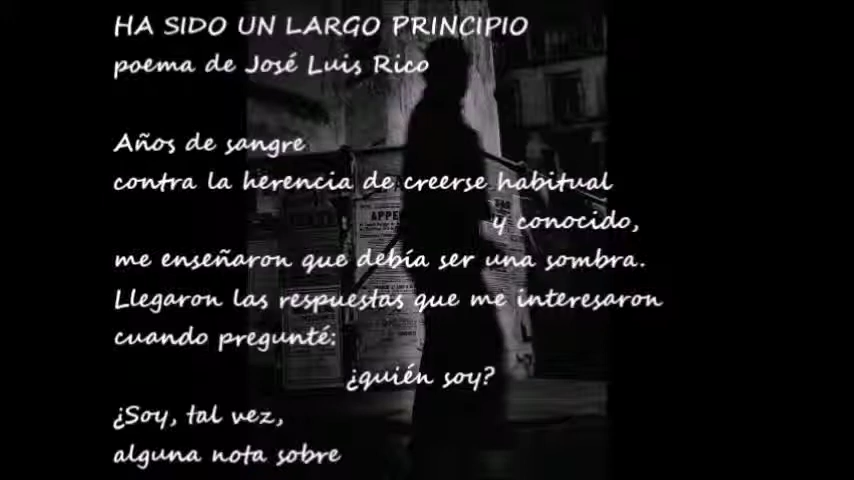 HA SIDO UN LARGO PRINCIPIO
poema de José Luis Rico
Años de sangre
contra la herencia de creerse habitual
y conocido,
me enseñaron que debía ser una sombra.
Llegaron las respuestas que me interesaron
cuando pregunté:
¿quién soy?
¿Soy, tal vez,
alguna nota sobre